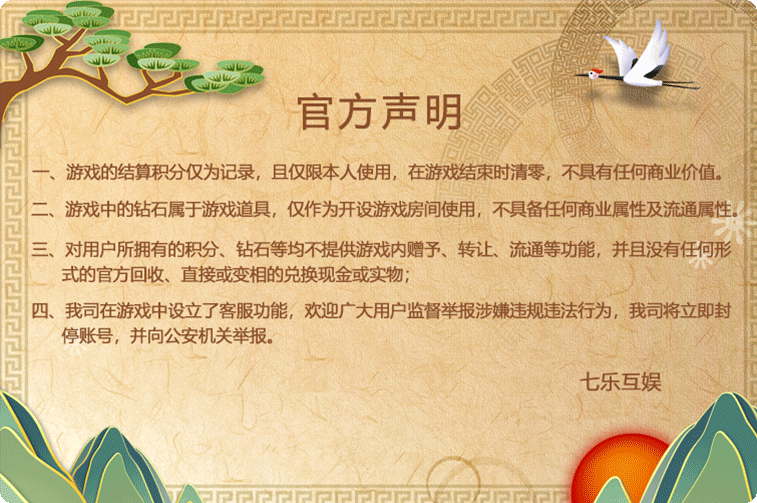 官方声明
一、游戏的结算积分仅为记录，且仅限本人使用，在游戏结束时清零，不具有任何商业价值。
二、游戏中的钻石属于游戏道具，仅作为开设游戏房间使用，不具备任何商业属性及流通属性。
三、对用户所拥有的积分、钻石等均不提供游戏内赠予、转让、流通等功能，并且没有任何形
式的官方回收、直接或变相的兑换现金或实物；
四、我司在游戏中设立了客服功能，欢迎广大用户监督举报涉嫌违规违法行为，我司将立即封
停账号，并向公安机关举报。
七乐互娱